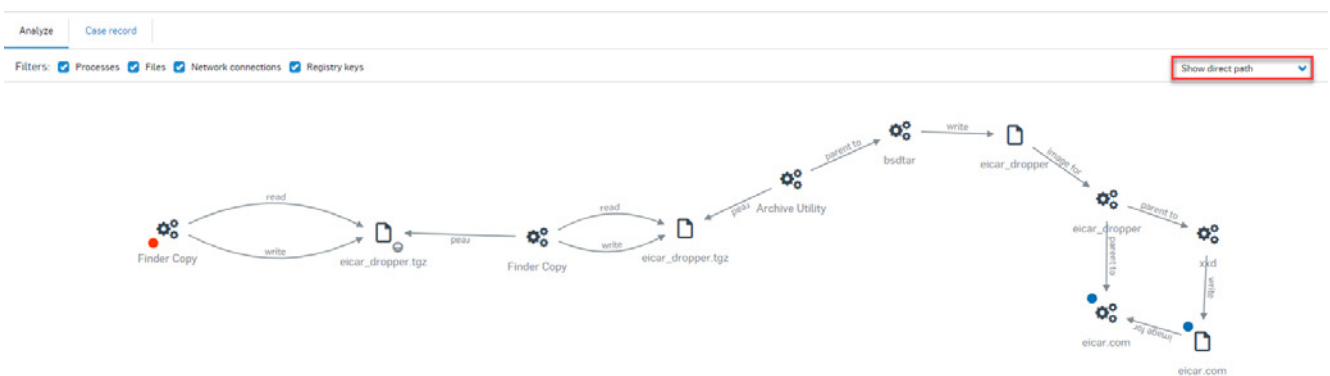 Analyze Case record
Filters: Processes Files Network connections Registry keys Show direct path
write
bsdtar
eicar_dropper
parent to
image for
read
read
read
Archive Utility
parent to
eicar_dropper
Finder Copy
write
eicar_dropper.tgz
read
Finder Copy
write
eicar_dropper.tgz
parent to
xxd
write
image for
eicar.com
eicar.com